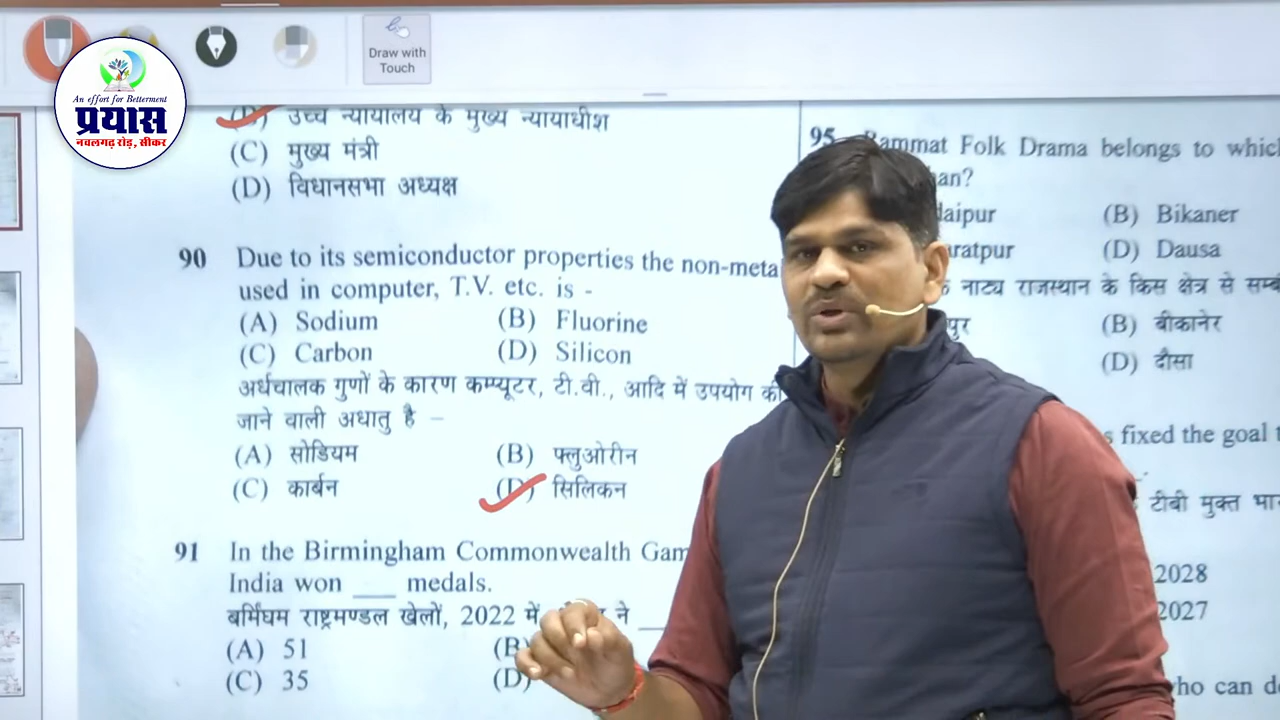 Draw with
Touch
An effort for Betterment
प्रयास
नवलगढ़ रोड़, सीकर
उच्च न्यायालय के मुख्य न्यायाधीश
(C) मुख्य मंत्री
(D) विधानसभा अध्यक्ष
90 Due to its semiconductor properties the
used in computer, T.V. etc. is -
(A) Sodium (B) Fluorine
(C) Carbon (D) Silicon
अर्धचालक गुणों के कारण कम्प्यूटर, टी.वी., आदि में उपयोग की
जाने वाली अधातु है –
(A) सोडियम (B) फ्लुओरीन
(C) कार्बन (D) सिलिकन
91 In the Birmingham Commonwealth
India won ___ medals.
बर्मिंघम राष्ट्रमण्डल खेलों, 2022 में ने ___
(A) 51 (B)
(C) 35 (D)
95 Rammat Folk Drama belongs to which
(B) Bikaner
(D) Dausa
नाट्य राजस्थान के किस क्षेत्र से
(B) बीकानेर
(D) दौसा
fixed the goal
टीबी मुक्त
2028
2027
who can